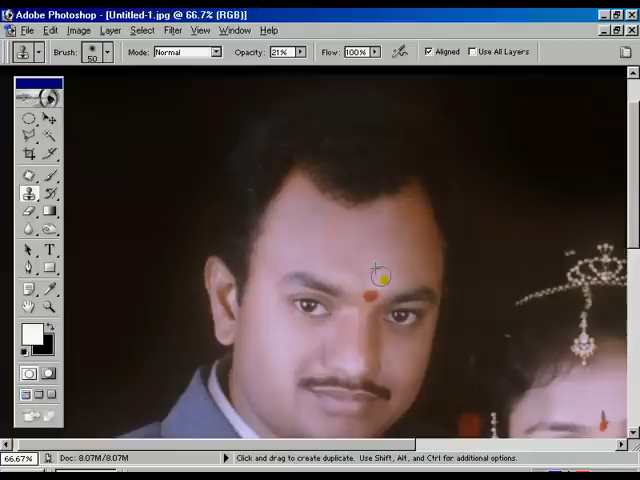 Adobe Photoshop - [Untitled-1.jpg @ 66.7% (RGB)]
File Edit Image Layer Select Filter View Window Help
Brush: 50 Mode: Normal Opacity: 21% Flow: 100% Aligned Use All Layers
T
66.67% Doc: 8.07M/8.07M Click and drag to create duplicate. Use Shift, Alt, and Ctrl for additional options.